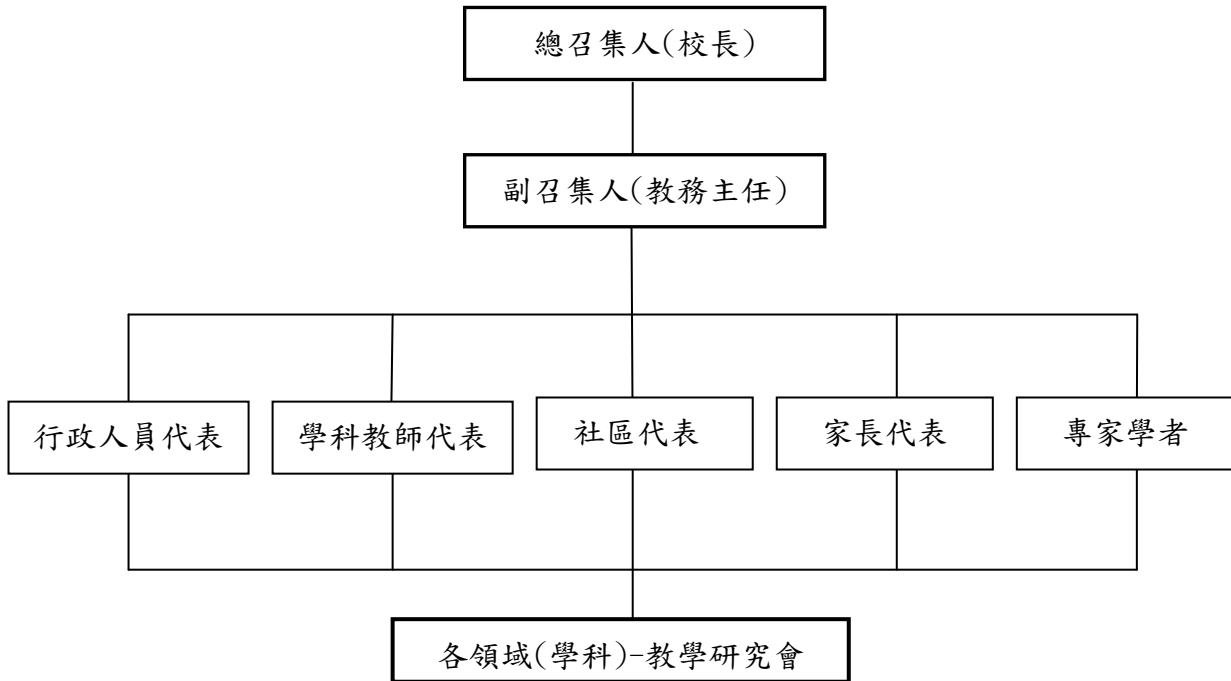 總召集人(校長)
副召集人(教務主任)
行政人員代表
學科教師代表
社區代表
家長代表
專家學者
各領域(學科)-教學研究會